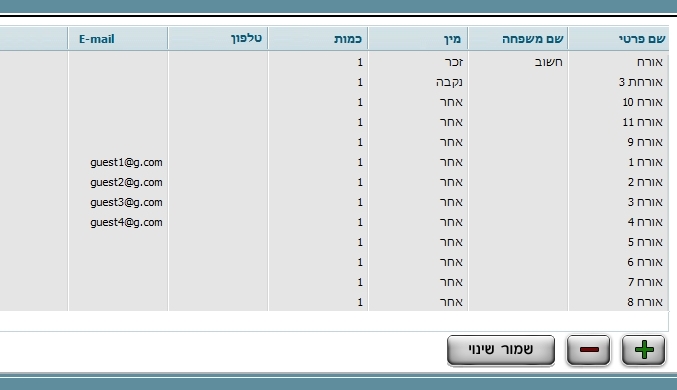 שם פרטי שם משפחה מין כמות טלפון E-mail
אורח חשוב זכר 1
אורחת 3 נקבה 1
אורח 10 אחר 1
אורח 11 אחר 1
אורח 9 אחר 1
אורח 1 אחר 1 guest1@g.com
אורח 2 אחר 1 guest2@g.com
אורח 3 אחר 1 guest3@g.com
אורח 4 אחר 1 guest4@g.com
אורח 5 אחר 1
אורח 6 אחר 1
אורח 7 אחר 1
אורח 8 אחר 1
שמור שינוי